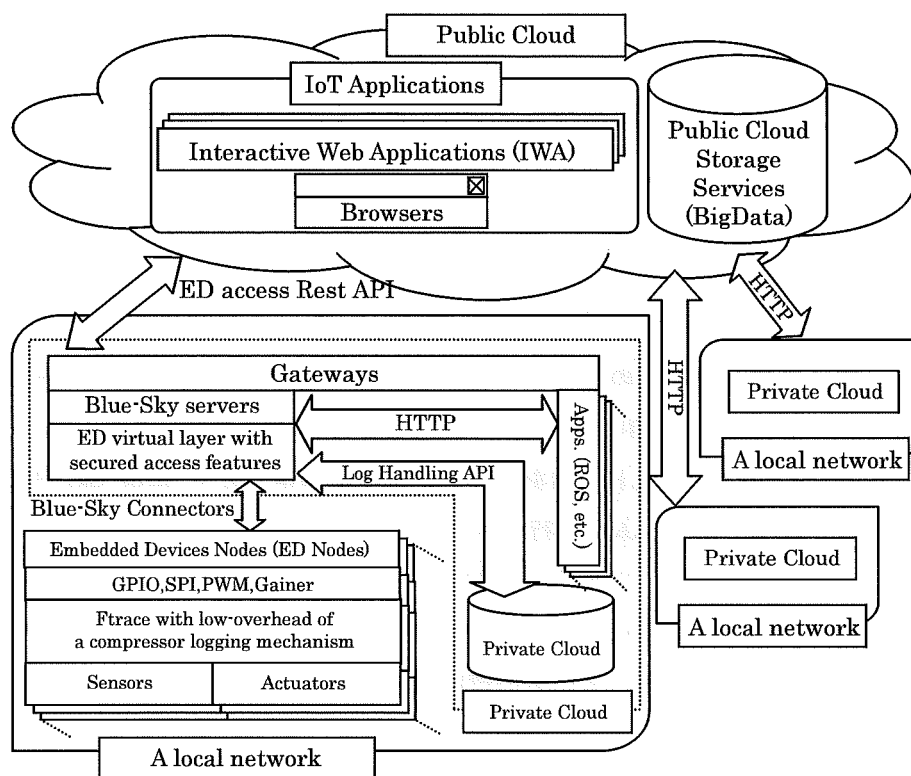 Public Cloud
IoT Applications
Interactive Web Applications (IWA)
Browsers
Public Cloud
Storage
Services
(BigData)
ED access Rest API
HTTP
HTTP
Gateways
Blue-Sky servers
ED virtual layer with
secured access features
HTTP
Log Handling API
Apps. (ROS, etc.)
Blue-Sky Connectors
Embedded Devices Nodes (ED Nodes)
GPIO,SPI,PWM,Gainer
Ftrace with low-overhead of
a compressor logging mechanism
Sensors
Actuators
Private Cloud
Private Cloud
A local network
Private Cloud
A local network
Private Cloud
A local network